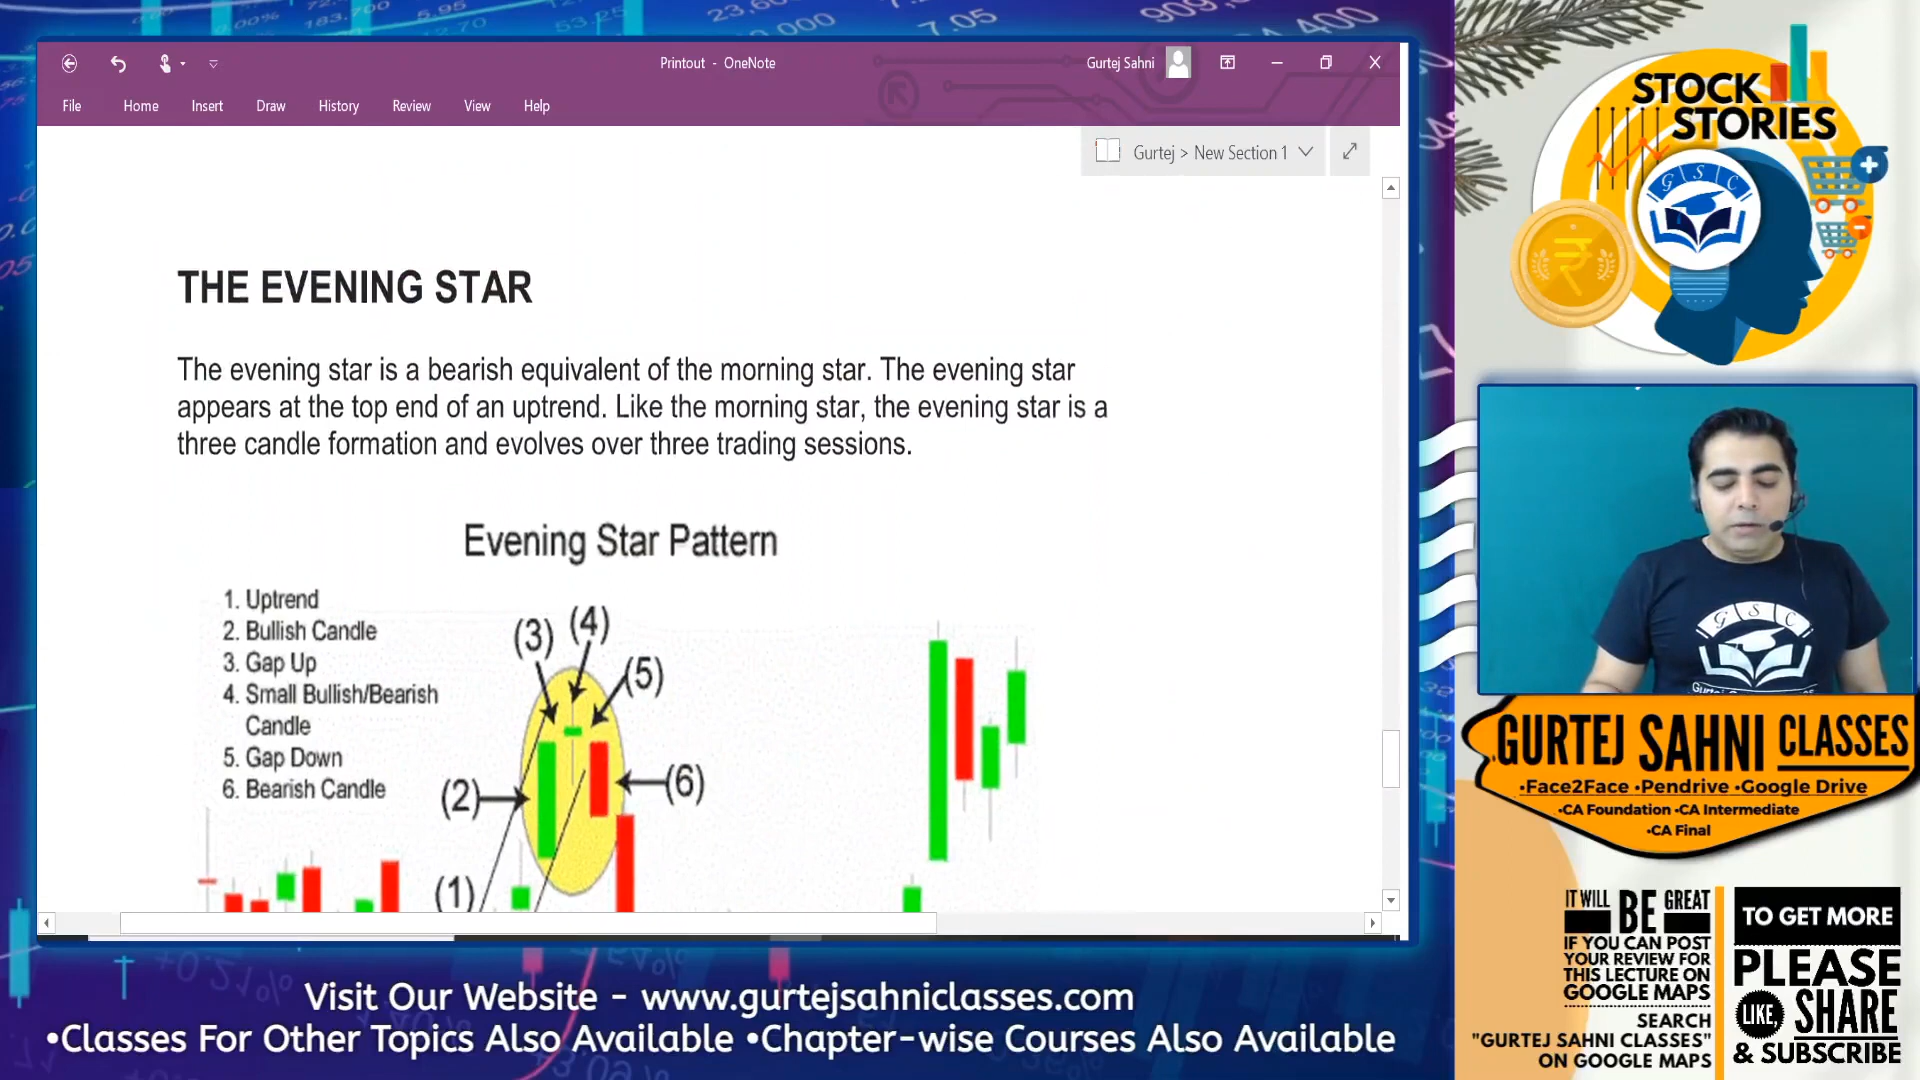 Printout - OneNote
Gurtej Sahni
File Home Insert Draw History Review View Help
Gurtej > New Section 1
THE EVENING STAR
The evening star is a bearish equivalent of the morning star. The evening star
appears at the top end of an uptrend. Like the morning star, the evening star is a
three candle formation and evolves over three trading sessions.
Evening Star Pattern
1. Uptrend
2. Bullish Candle
3. Gap Up
4. Small Bullish/Bearish
Candle
5. Gap Down
6. Bearish Candle
(3)
(4)
(5)
(2)
(6)
(1)
STOCK
STORIES
G S C
G S C
GURTEJ SAHNI CLASSES
•Face2Face •Pendrive •Google Drive
•CA Foundation •CA Intermediate
•CA Final
IT WILL BE GREAT
IF YOU CAN POST
YOUR REVIEW FOR
THIS LECTURE ON
GOOGLE MAPS
SEARCH
"GURTEJ SAHNI CLASSES"
ON GOOGLE MAPS
TO GET MORE
PLEASE
LIKE, SHARE
& SUBSCRIBE
Visit Our Website - www.gurtejsahniclasses.com
•Classes For Other Topics Also Available •Chapter-wise Courses Also Available